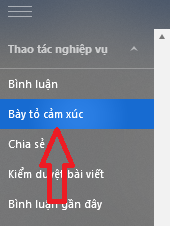 Thao tác nghiệp vụ
Bình luận
Bày tỏ cảm xúc
Chia sẻ
Kiểm duyệt bài viết
Bình luận gần đây